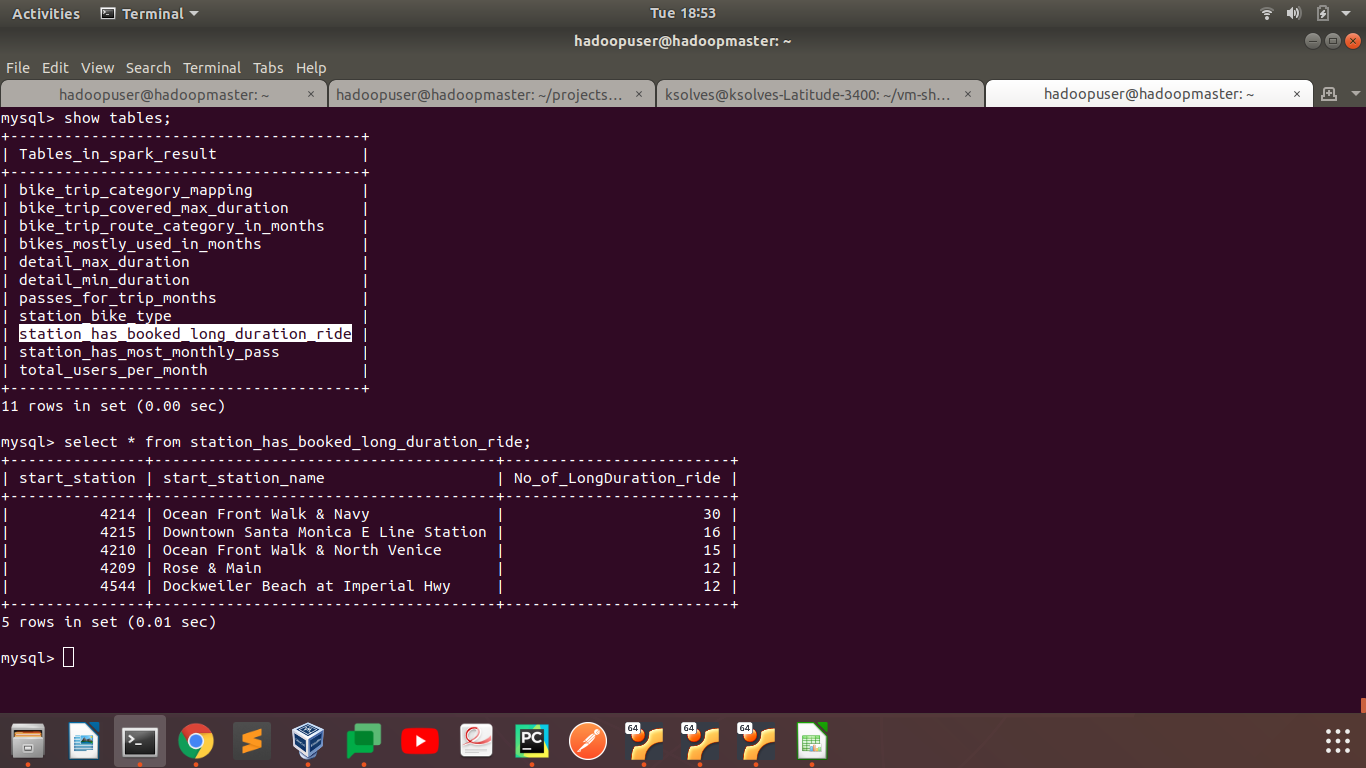 Activities Terminal Tue 18:53
hadoopuser@hadoopmaster: ~
File Edit View Search Terminal Tabs Help
hadoopuser@hadoopmaster: ~ × hadoopuser@hadoopmaster: ~/projects... × ksolves@ksolves-Latitude-3400: ~/vm-sh... × hadoopuser@hadoopmaster: ~ ×
mysql> show tables;
+---------------------------------------+
| Tables_in_spark_result                |
+---------------------------------------+
| bike_trip_category_mapping            |
| bike_trip_covered_max_duration        |
| bike_trip_route_category_in_months    |
| bikes_mostly_used_in_months           |
| detail_max_duration                   |
| detail_min_duration                   |
| passes_for_trip_months                |
| station_bike_type                     |
| station_has_booked_long_duration_ride |
| station_has_most_monthly_pass         |
| total_users_per_month                 |
+---------------------------------------+
11 rows in set (0.00 sec)
mysql> select * from station_has_booked_long_duration_ride;
+---------------+--------------------------------------+-------------------------+
| start_station | start_station_name                   | No_of_LongDuration_ride |
+---------------+--------------------------------------+-------------------------+
|          4214 | Ocean Front Walk & Navy              |                      30 |
|          4215 | Downtown Santa Monica E Line Station |                      16 |
|          4210 | Ocean Front Walk & North Venice      |                      15 |
|          4209 | Rose & Main                          |                      12 |
|          4544 | Dockweiler Beach at Imperial Hwy     |                      12 |
+---------------+--------------------------------------+-------------------------+
5 rows in set (0.01 sec)
mysql>
PC 64 64 64